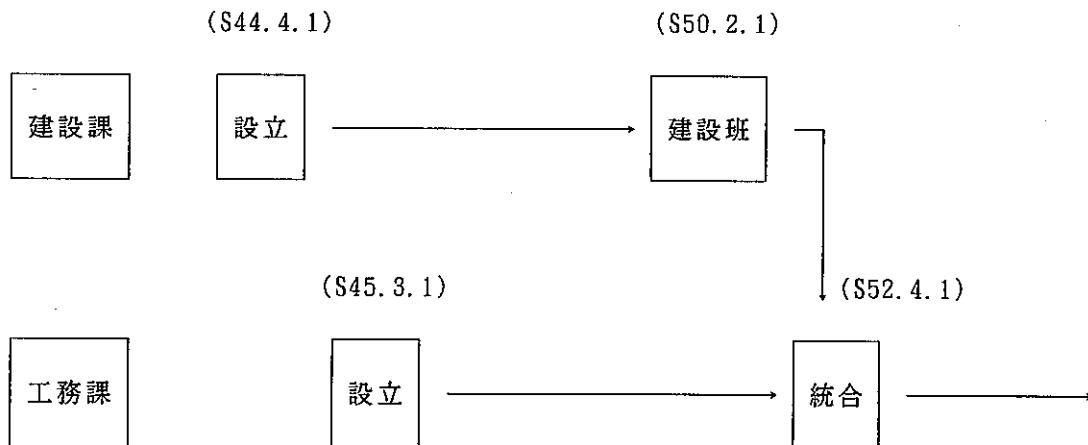 (S44.4.1)
(S50.2.1)
建設課
設立
建設班
(S45.3.1)
(S52.4.1)
工務課
設立
統合